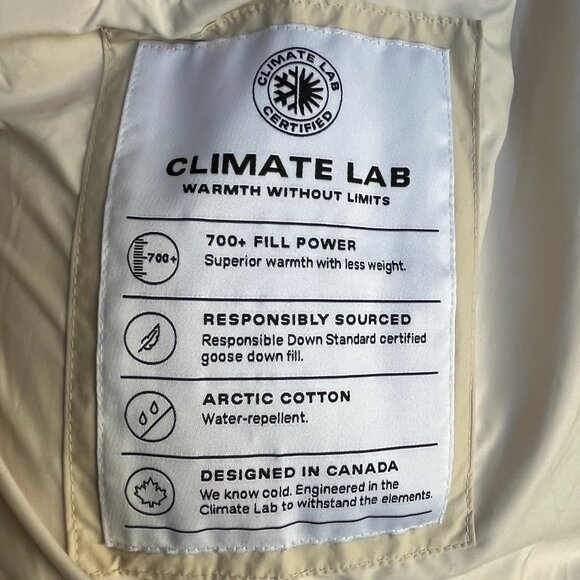 CLIMATE LAB
CERTIFIED
CLIMATE LAB
WARMTH WITHOUT LIMITS
700+
700+ FILL POWER
Superior warmth with less weight.
RESPONSIBLY SOURCED
Responsible Down Standard certified
goose down fill.
ARCTIC COTTON
Water-repellent.
DESIGNED IN CANADA
We know cold. Engineered in the
Climate Lab to withstand the elements.